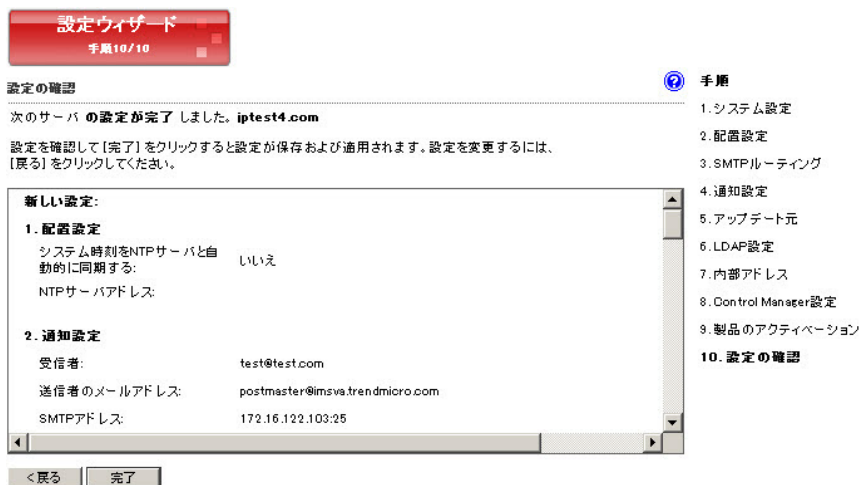 設定ウィザード
手順10/10
設定の確認
次のサーバ の設定が完了 しました。 iptest4.com
設定を確認して[完了]をクリックすると設定が保存および適用されます。設定を変更するには、
[戻る]をクリックしてください。
新しい設定:
1. 配置設定
システム時刻をNTPサーバと自
動的に同期する:
いいえ
NTPサーバアドレス:
2. 通知設定
受信者: test@test.com
送信者のメールアドレス: postmaster@imsva.trendmicro.com
SMTPアドレス: 172.16.122.103:25
<戻る 完了
手順
1.システム設定
2.配置設定
3.SMTPルーティング
4.通知設定
5.アップデート元
6.LDAP設定
7.内部アドレス
8.Control Manager設定
9.製品のアクティベーション
10.設定の確認